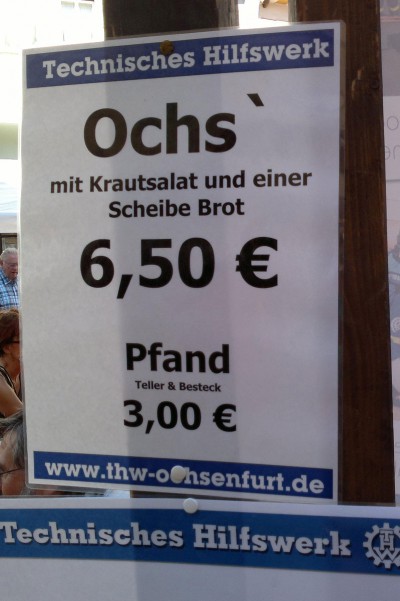 Technisches Hilfswerk
Ochs`
mit Krautsalat und einer
Scheibe Brot
6,50 €
Pfand
Teller & Besteck
3,00 €
www.thw-ochsenfurt.de
Technisches Hilfswerk
THW